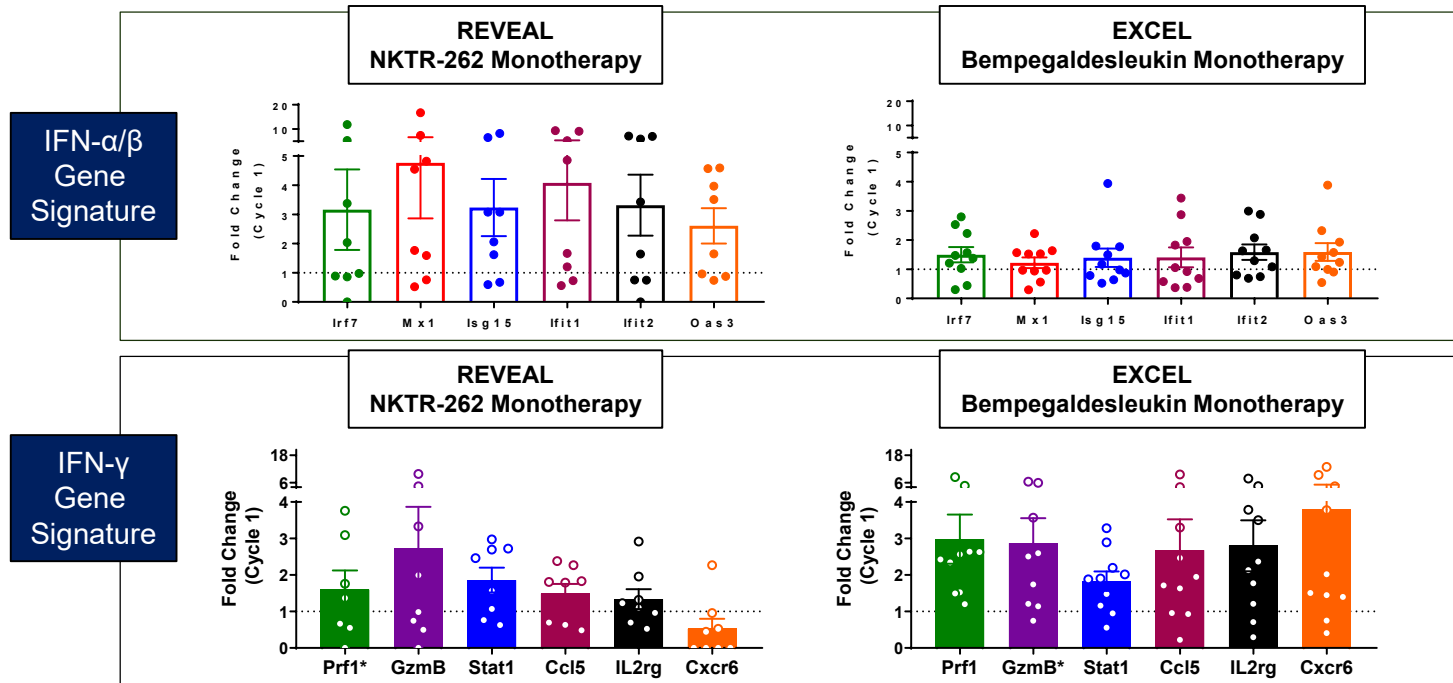 REVEAL
NKTR-262 Monotherapy
EXCEL
Bempegaldesleukin Monotherapy
IFN-α/β
Gene
Signature
Fold Change
(Cycle 1)
20
10
5
4
3
2
1
0
Irf7 Mx1 Isg15 Ifit1 Ifit2 Oas3
Fold Change
(Cycle 1)
20
10
5
4
3
2
1
0
Irf7 Mx1 Isg15 Ifit1 Ifit2 Oas3
REVEAL
NKTR-262 Monotherapy
EXCEL
Bempegaldesleukin Monotherapy
IFN-γ
Gene
Signature
Fold Change
(Cycle 1)
18
6
4
3
2
1
0
Prf1* GzmB Stat1 Ccl5 IL2rg Cxcr6
Fold Change
(Cycle 1)
18
6
4
3
2
1
0
Prf1 GzmB* Stat1 Ccl5 IL2rg Cxcr6